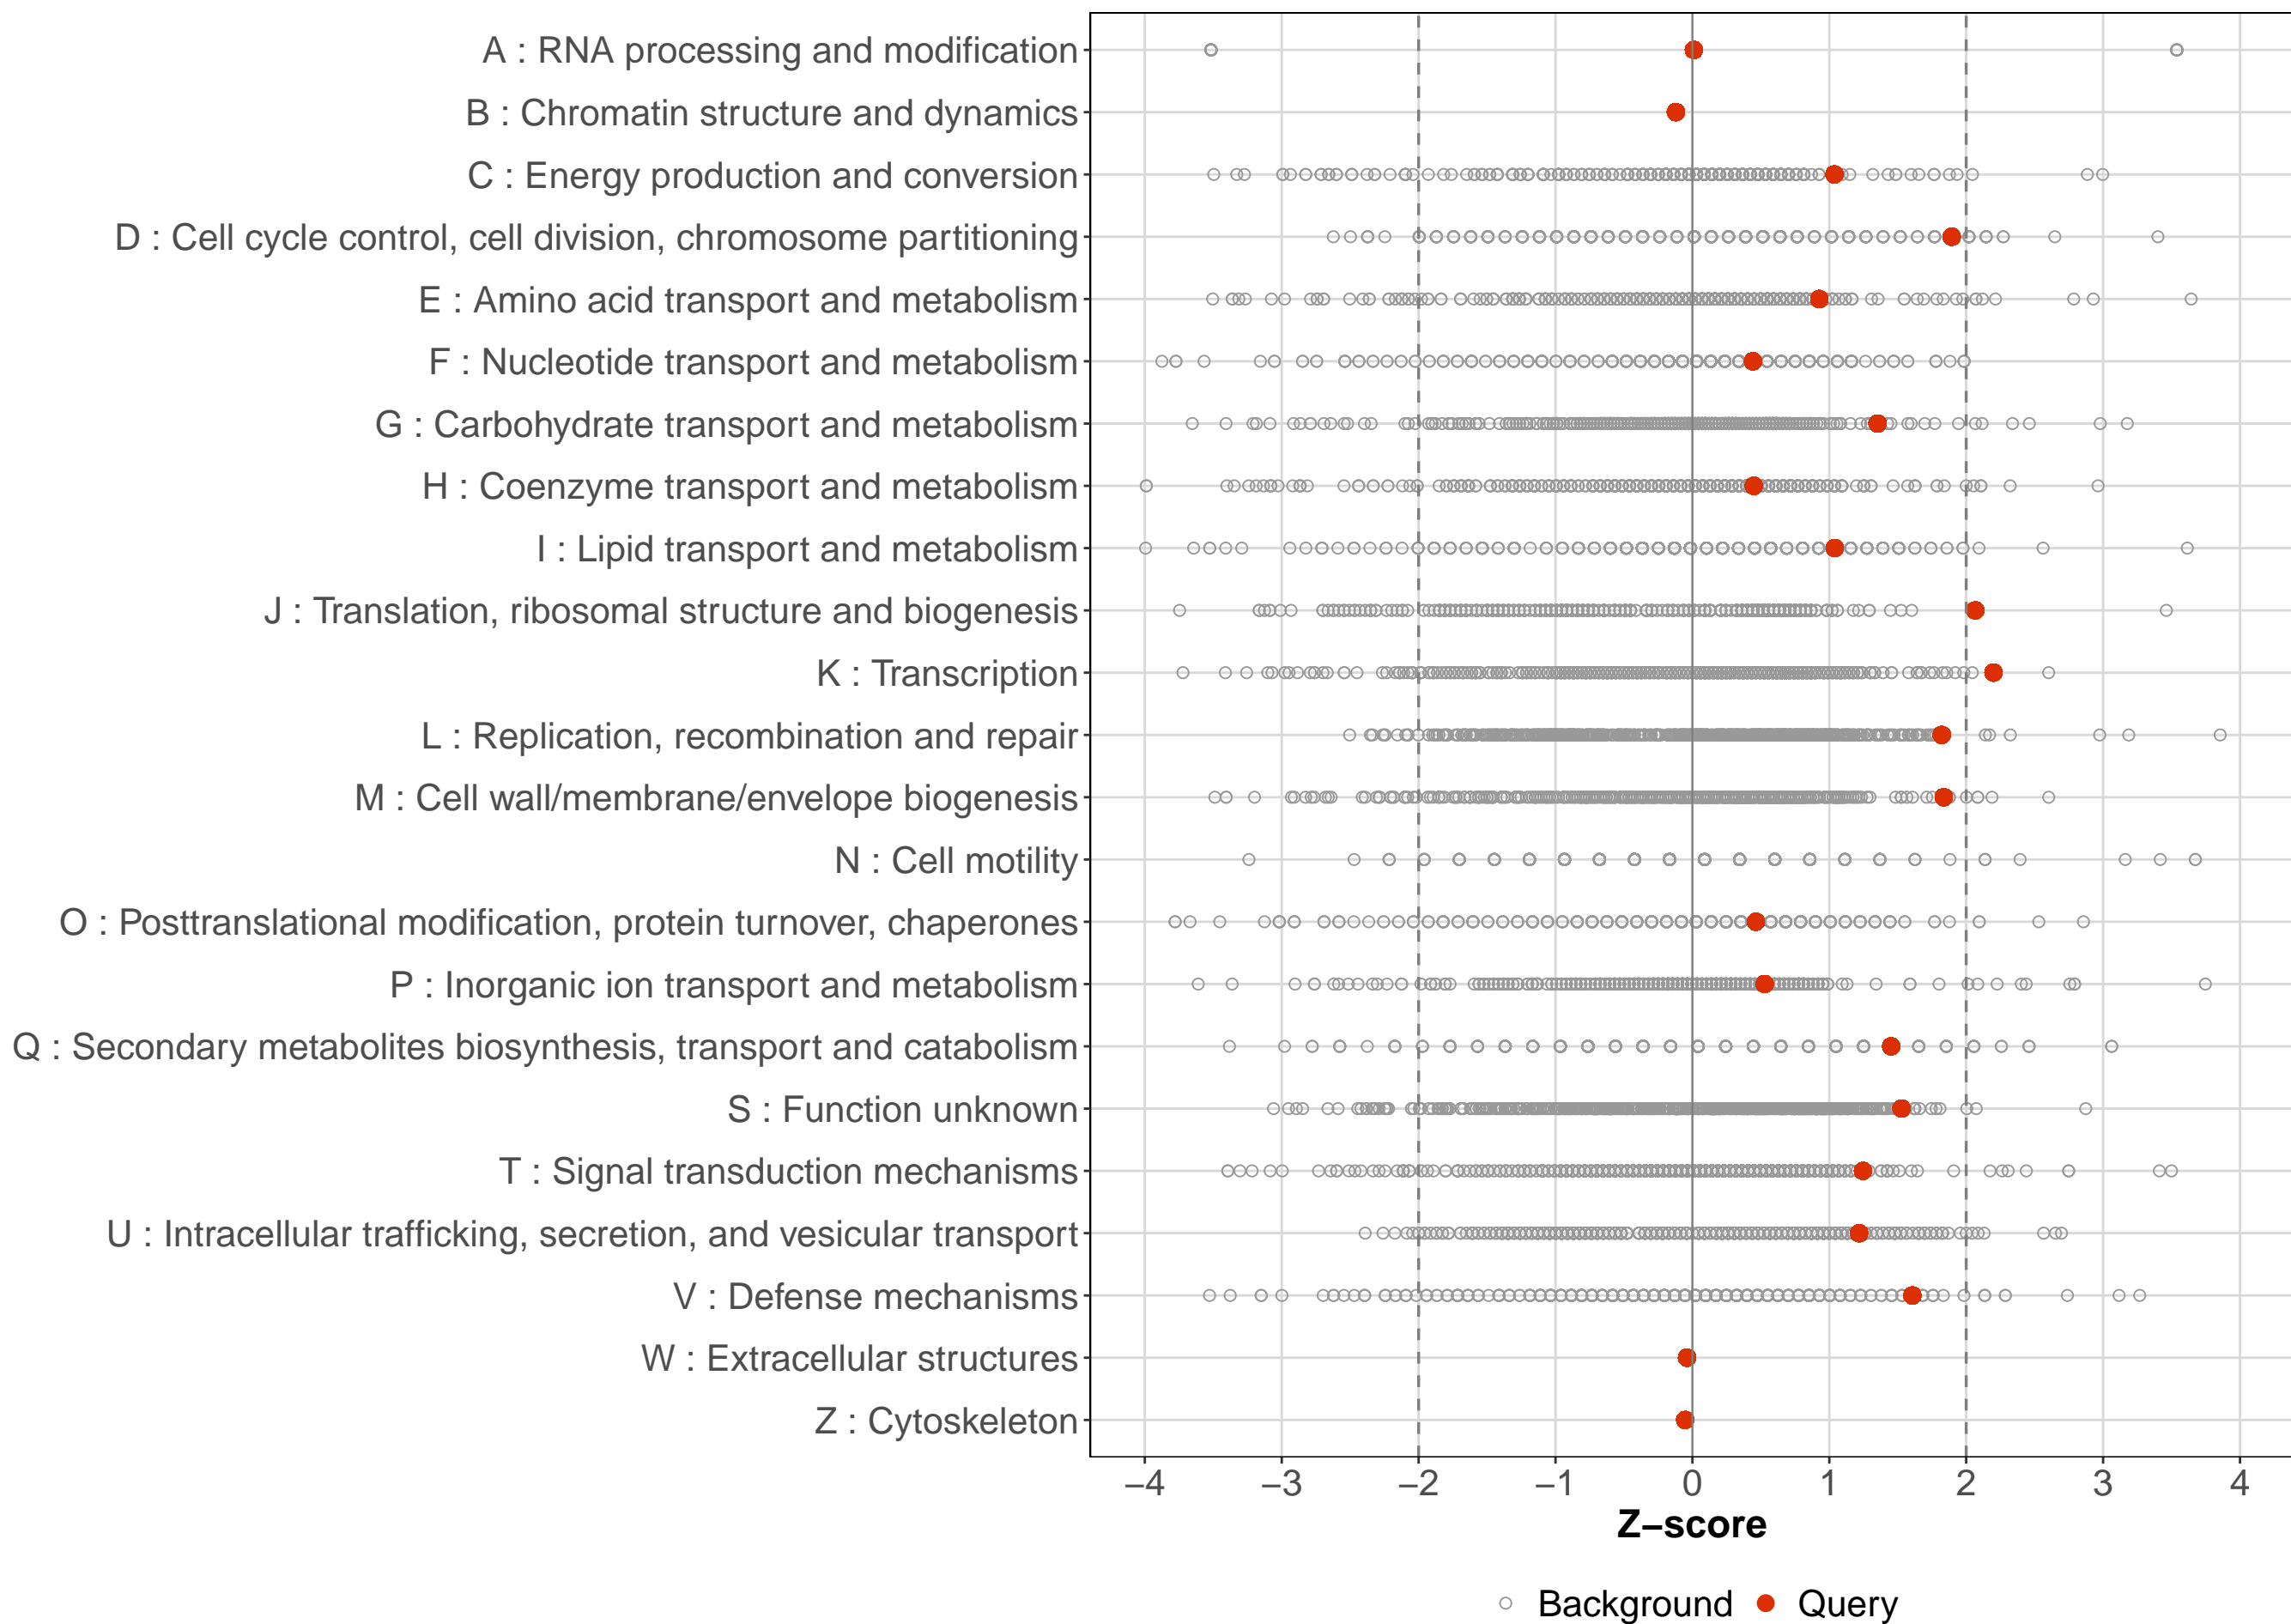 A : RNA processing and modification
B : Chromatin structure and dynamics
C : Energy production and conversion
D : Cell cycle control, cell division, chromosome partitioning
E : Amino acid transport and metabolism
F : Nucleotide transport and metabolism
G : Carbohydrate transport and metabolism
H : Coenzyme transport and metabolism
I : Lipid transport and metabolism
J : Translation, ribosomal structure and biogenesis
K : Transcription
L : Replication, recombination and repair
M : Cell wall/membrane/envelope biogenesis
N : Cell motility
O : Posttranslational modification, protein turnover, chaperones
P : Inorganic ion transport and metabolism
Q : Secondary metabolites biosynthesis, transport and catabolism
S : Function unknown
T : Signal transduction mechanisms
U : Intracellular trafficking, secretion, and vesicular transport
V : Defense mechanisms
W : Extracellular structures
Z : Cytoskeleton
−4 −3 −2 −1 0 1 2 3 4
Z−score
Background Query